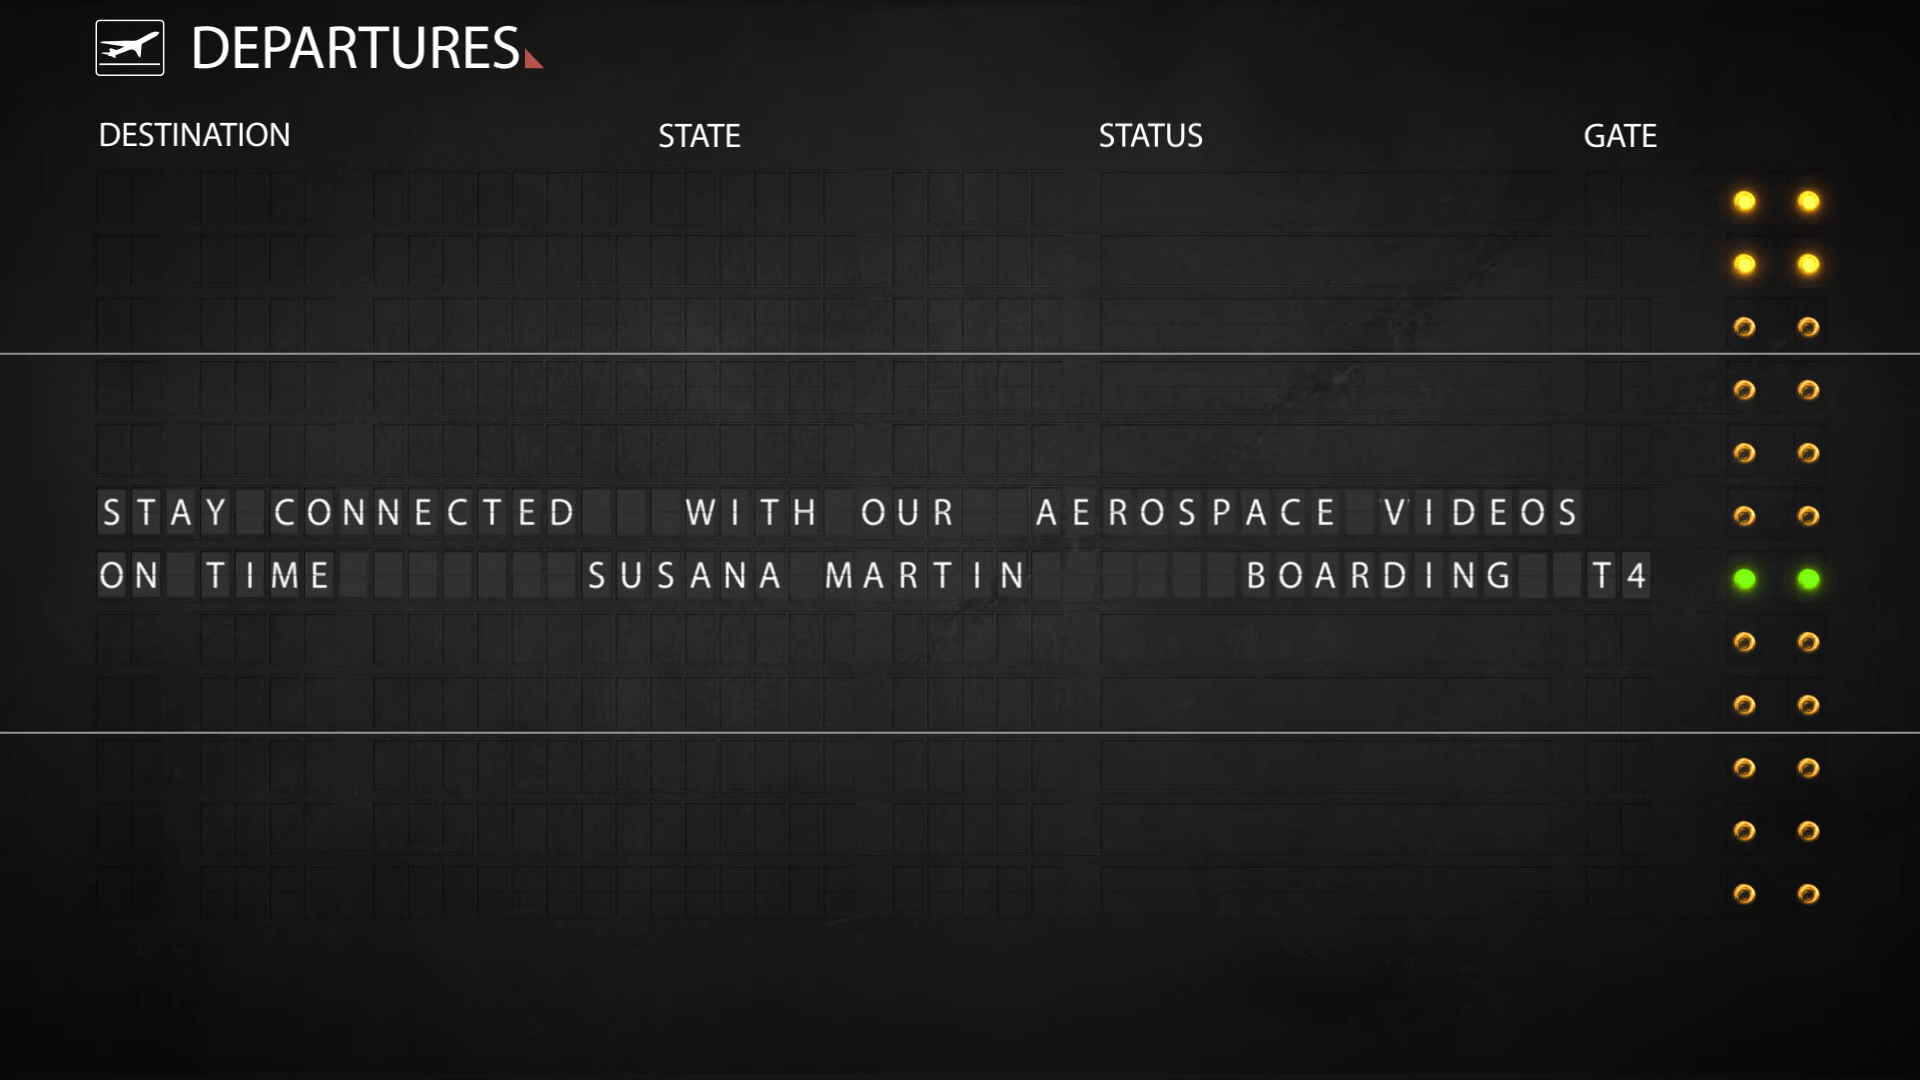 DEPARTURES
DESTINATION STATE STATUS GATE
STAY CONNECTED WITH OUR AEROSPACE VIDEOS
ON TIME SUSANA MARTIN BOARDING T4